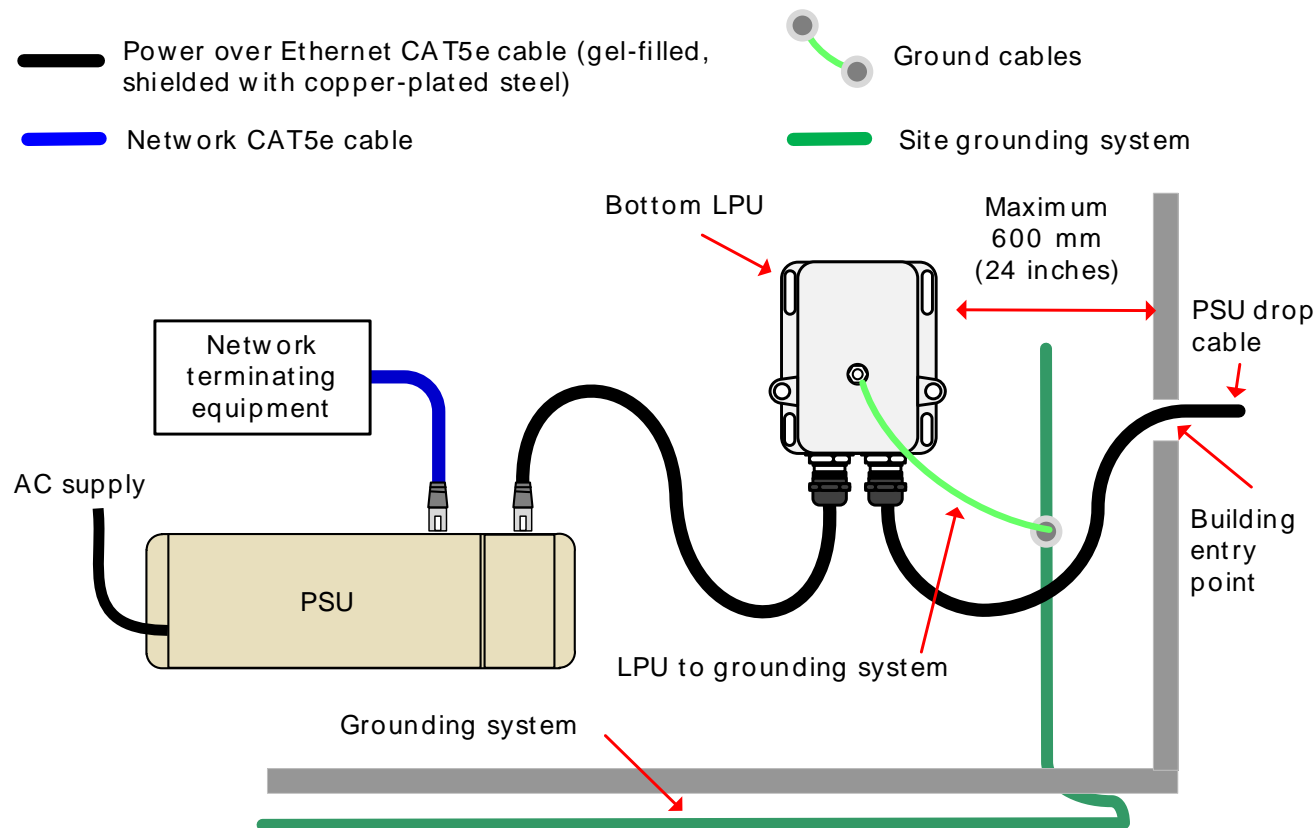 Power over Ethernet CAT5e cable (gel-filled,
shielded with copper-plated steel)
Ground cables
Network CAT5e cable
Site grounding system
Bottom LPU
Maximum
600 mm
(24 inches)
PSU drop
cable
Network
terminating
equipment
AC supply
Building
entry
point
PSU
LPU to grounding system
Grounding system